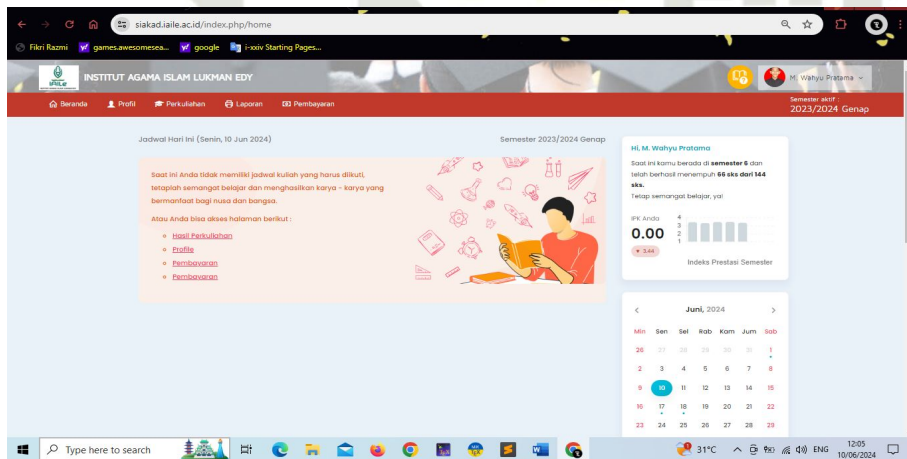 siakad.iaile.ac.id/index.php/home
Fikri Razmi games.awesomesea... google i-xxiv Starting Pages...
INSTITUT AGAMA ISLAM LUKMAN EDY
M. Wahyu Pratama
Beranda Profil Perkuliahan Laporan Pembayaran
Semester aktif :
2023/2024 Genap
Jadwal Hari Ini (Senin, 10 Jun 2024) Semester 2023/2024 Genap
Saat ini Anda tidak memiliki jadwal kuliah yang harus diikuti,
tetaplah semangat belajar dan menghasilkan karya - karya yang
bermanfaat bagi nusa dan bangsa.
Atau Anda bisa akses halaman berikut :
Hasil Perkuliahan
Profile
Pembayaran
Pembayaran
Hi, M. Wahyu Pratama
Saat ini kamu berada di semester 6 dan
telah berhasil menempuh 66 sks dari 144
sks.
Tetap semangat belajar, ya!
IPK Anda
0.00
3.44
4
3
2
1
Indeks Prestasi Semester
Juni, 2024
Min Sen Sel Rab Kam Jum Sab
26 27 28 29 30 31 1
2 3 4 5 6 7 8
9 10 11 12 13 14 15
16 17 18 19 20 21 22
23 24 25 26 27 28 29
Type here to search
31°C ENG 12:05
10/06/2024